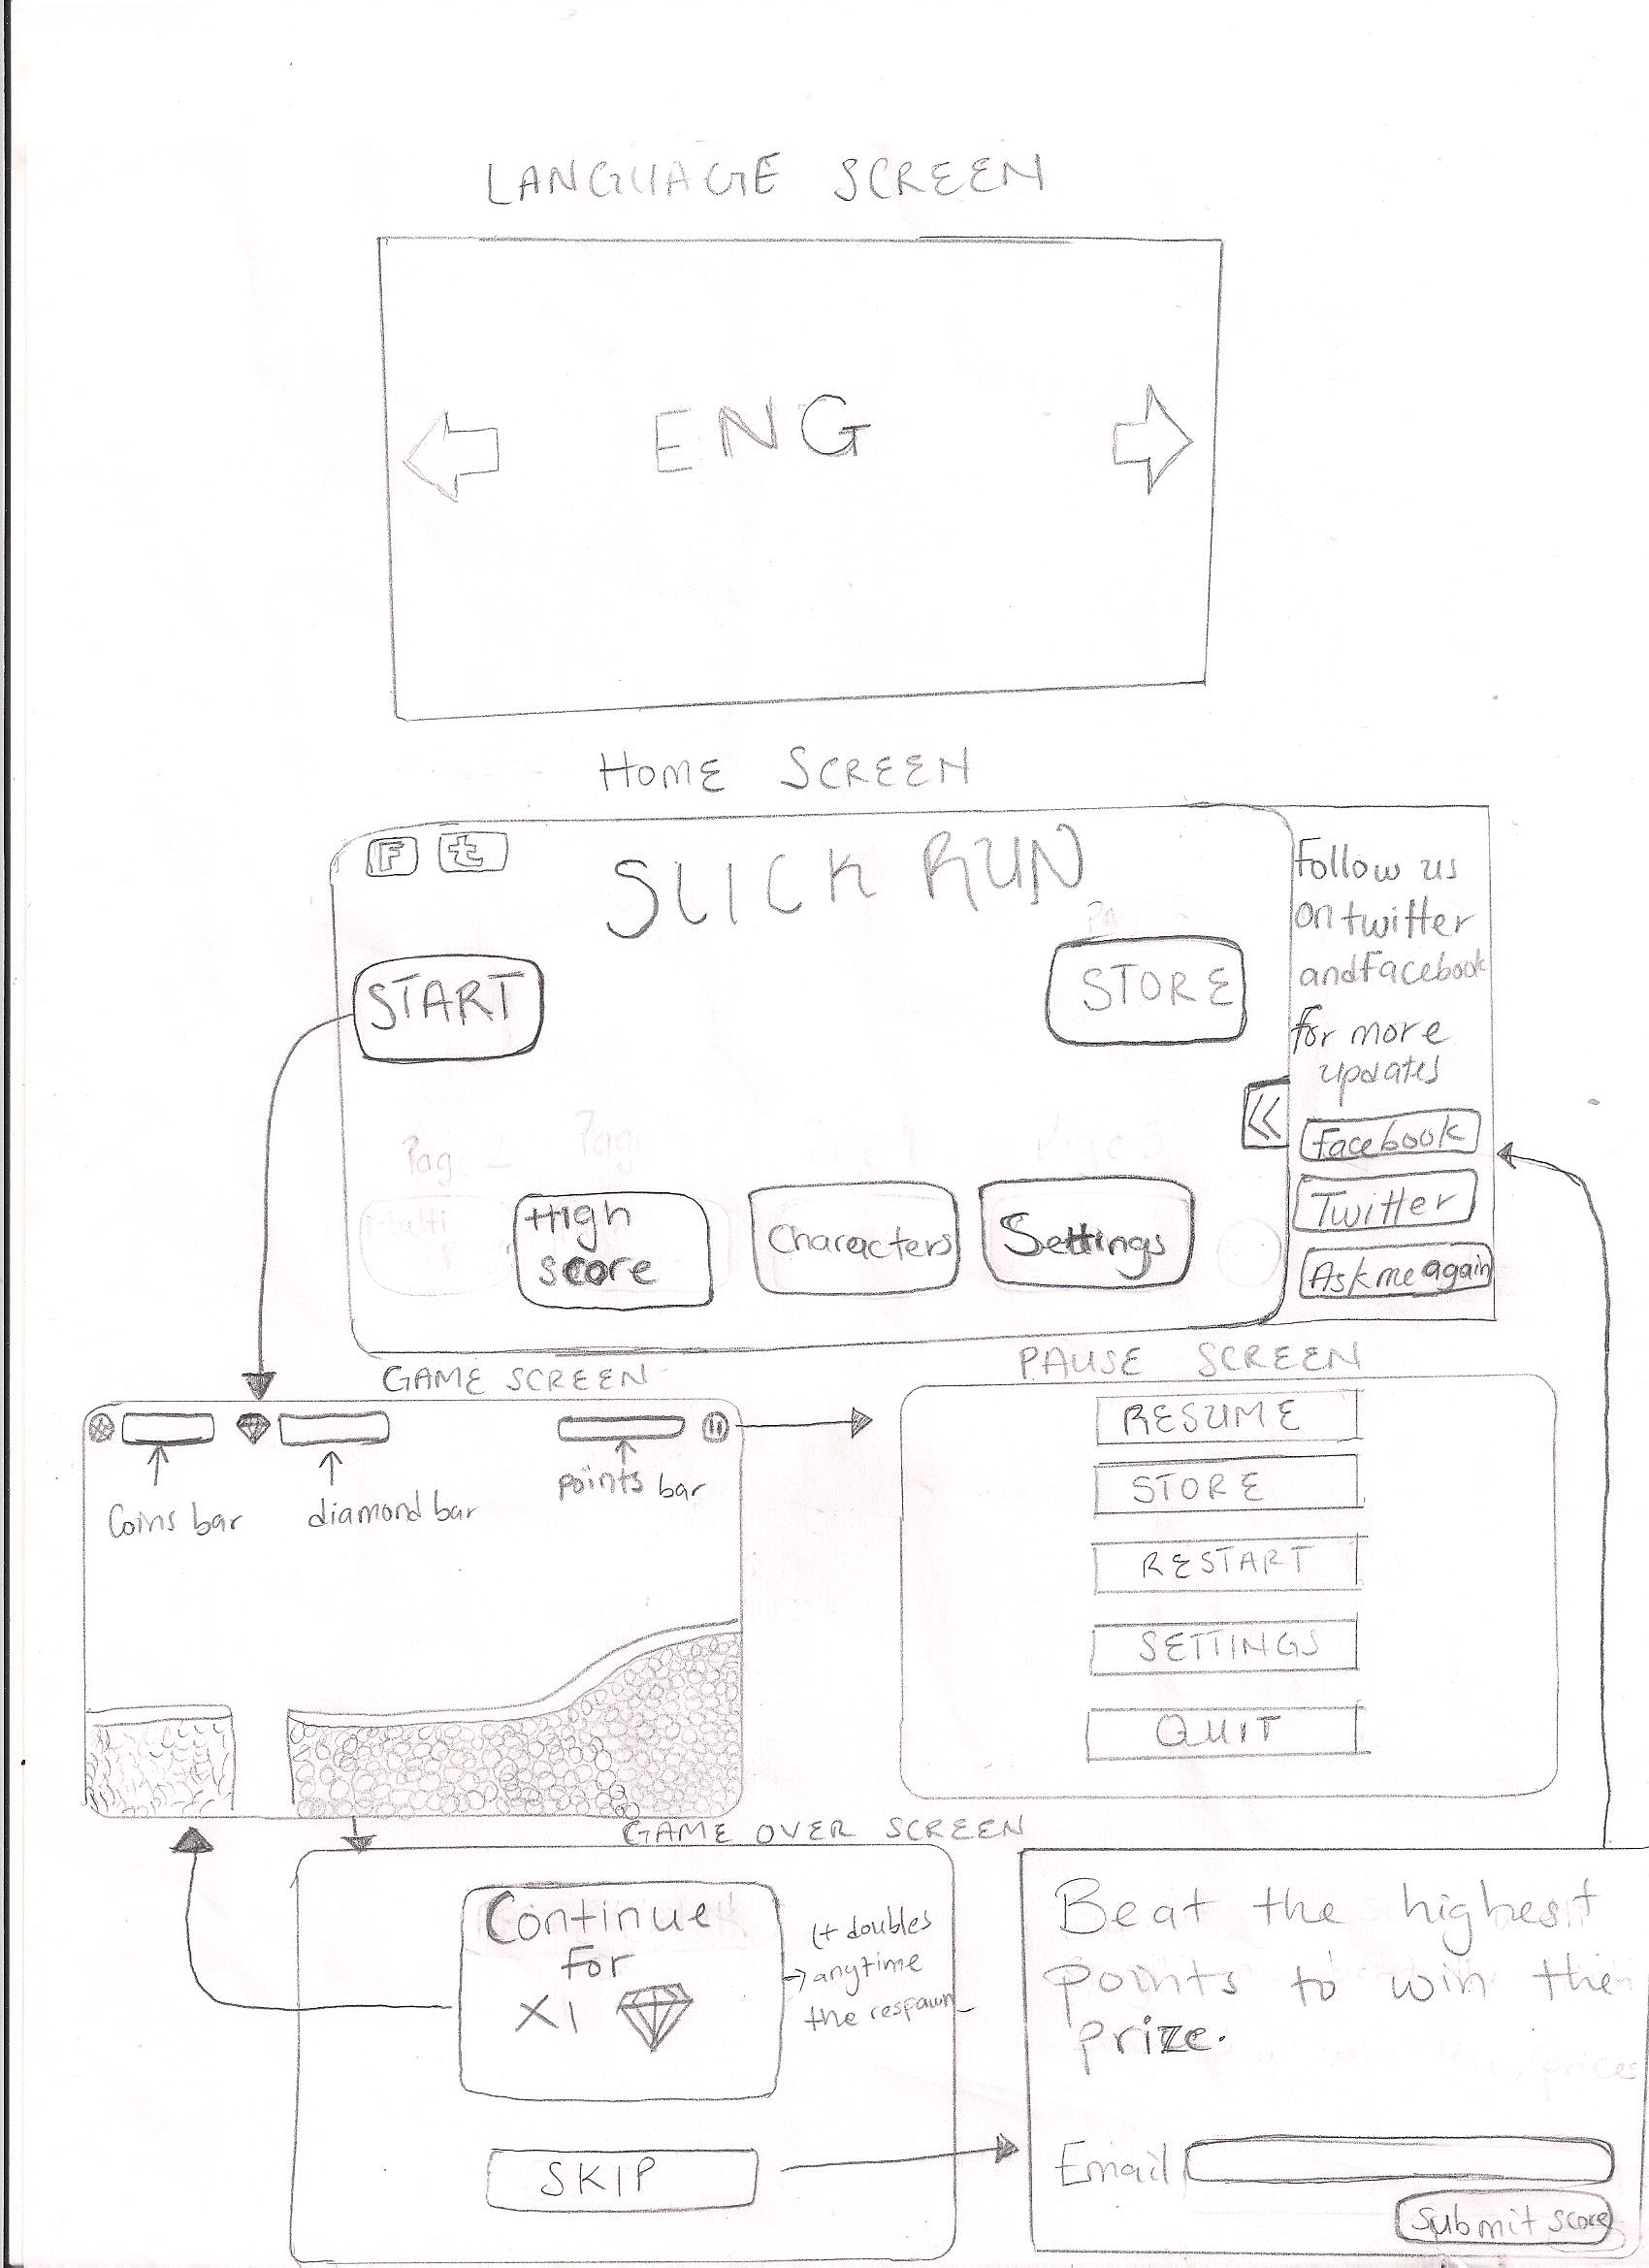 LANGUAGE SCREEN
ENG
HOME SCREEN
F t
SLICK RUN
START
STORE
High
score
Characters
Settings
Follow us
on twitter
and Facebook
for more
updates
Facebook
Twitter
Ask me again
Page 2
Multi
GAME SCREEN
Coins bar
diamond bar
points bar
PAUSE SCREEN
RESUME
STORE
RESTART
SETTINGS
QUIT
GAME OVER SCREEN
Continue
for
X1
It doubles
anytime
the respawn
SKIP
Beat the highest
points to win the
prize.
Email
Submit score